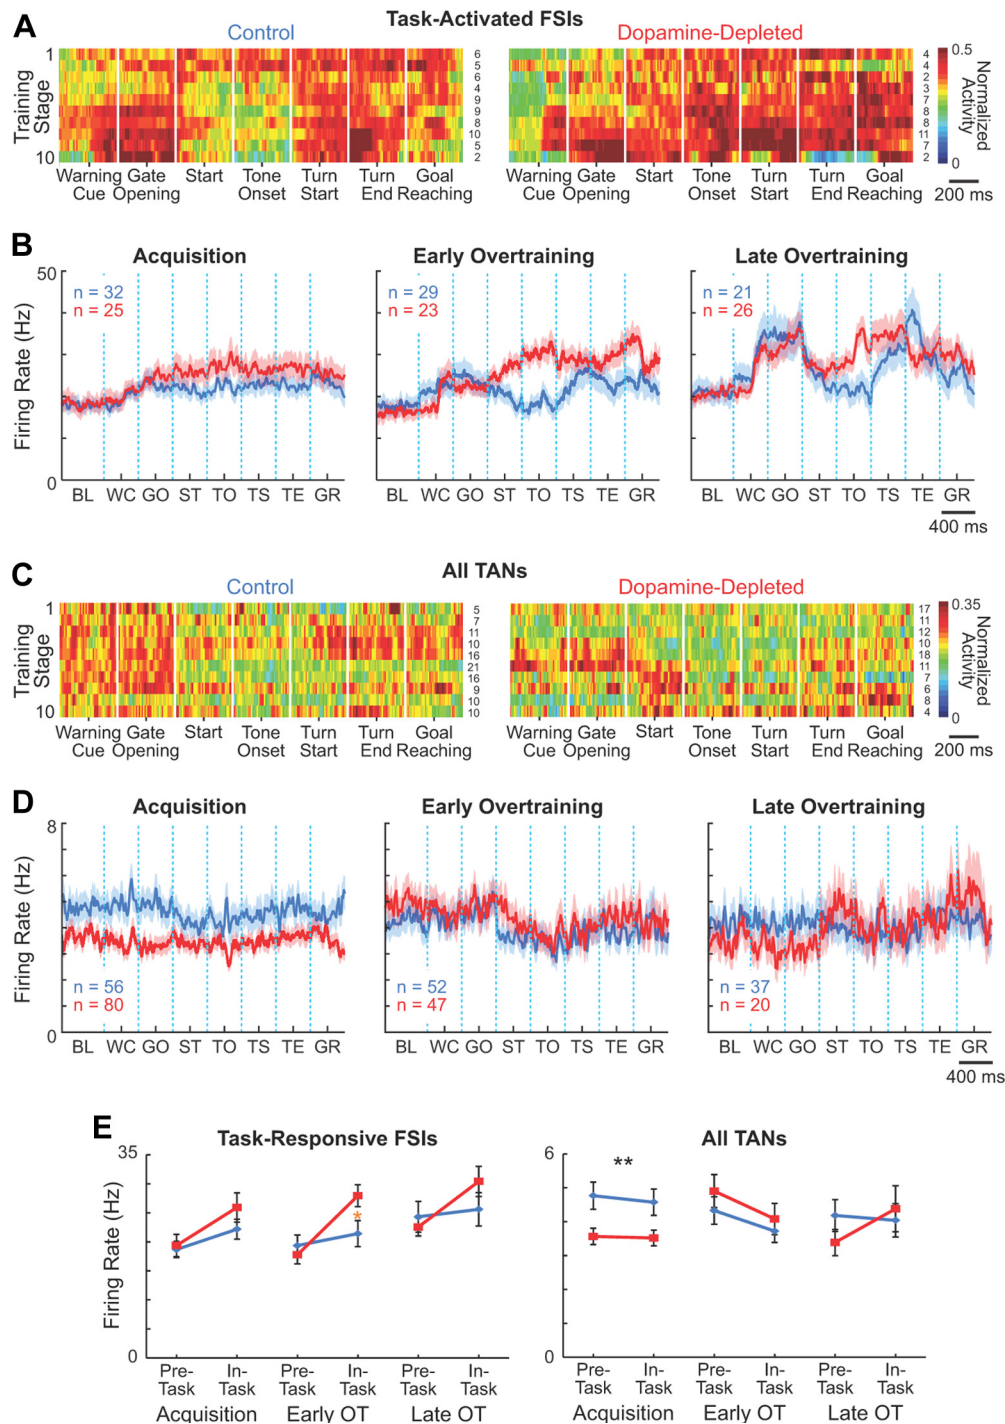 A
Task-Activated FSIs
Control
Dopamine-Depleted
Training
Stage
1
10
6
5
6
4
9
9
8
10
5
2
4
4
2
3
7
8
8
11
7
2
0.5
0
Normalized
Activity
Warning
Cue
Gate
Opening
Start
Tone
Onset
Turn
Start
Turn
End
Goal
Reaching
Warning
Cue
Gate
Opening
Start
Tone
Onset
Turn
Start
Turn
End
Goal
Reaching
200 ms
B
Acquisition
Early Overtraining
Late Overtraining
Firing Rate (Hz)
50
0
n = 32
n = 25
n = 29
n = 23
n = 21
n = 26
BL WC GO ST TO TS TE GR
BL WC GO ST TO TS TE GR
BL WC GO ST TO TS TE GR
400 ms
C
All TANs
Control
Dopamine-Depleted
Training
Stage
1
10
5
7
11
10
16
21
16
9
10
10
17
11
12
10
18
11
7
6
8
4
0.35
0
Normalized
Activity
Warning
Cue
Gate
Opening
Start
Tone
Onset
Turn
Start
Turn
End
Goal
Reaching
Warning
Cue
Gate
Opening
Start
Tone
Onset
Turn
Start
Turn
End
Goal
Reaching
200 ms
D
Acquisition
Early Overtraining
Late Overtraining
Firing Rate (Hz)
8
0
n = 56
n = 80
n = 52
n = 47
n = 37
n = 20
BL WC GO ST TO TS TE GR
BL WC GO ST TO TS TE GR
BL WC GO ST TO TS TE GR
400 ms
E
Task-Responsive FSIs
All TANs
Firing Rate (Hz)
35
0
*
Pre-
Task
In-
Task
Pre-
Task
In-
Task
Pre-
Task
In-
Task
Acquisition
Early OT
Late OT
6
0
**
Pre-
Task
In-
Task
Pre-
Task
In-
Task
Pre-
Task
In-
Task
Acquisition
Early OT
Late OT